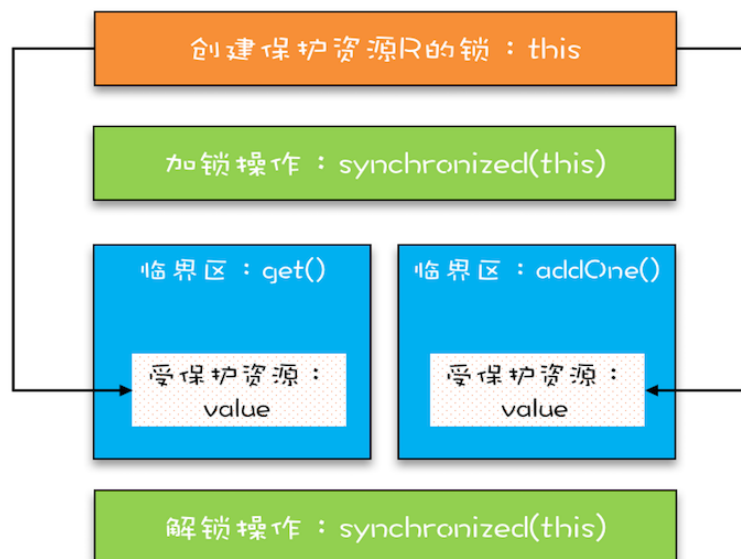 创建保护资源R的锁：this
加锁操作：synchronized(this)
临界区：get()
临界区：addOne()
受保护资源：
value
受保护资源：
value
解锁操作：synchronized(this)